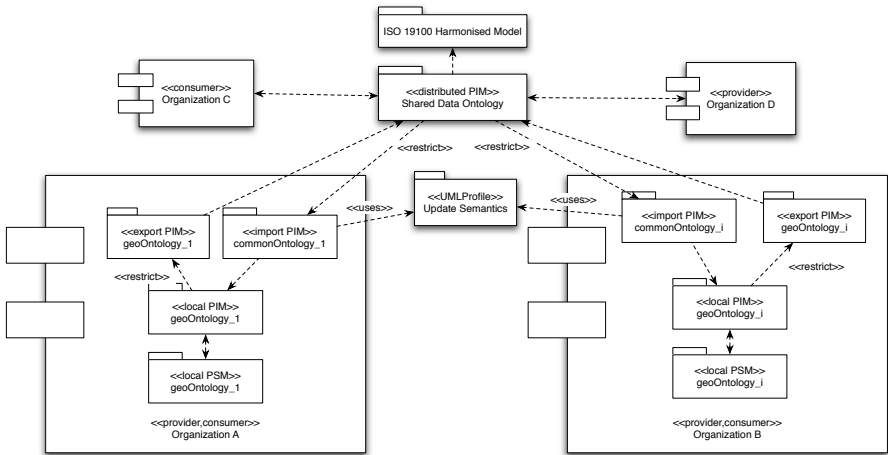 ISO 19100 Harmonised Model
<<consumer>>
Organization C
<<distributed PIM>>
Shared Data Ontology
<<provider>>
Organization D
<<restrict>>
<<restrict>>
<<UMLProfile>>
Update Semantics
<<uses>>
<<uses>>
<<export PIM>>
geoOntology_1
<<import PIM>>
commonOntology_1
<<restrict>>
<<local PIM>>
geoOntology_1
<<local PSM>>
geoOntology_1
<<provider,consumer>>
Organization A
<<import PIM>>
commonOntology_i
<<export PIM>>
geoOntology_i
<<restrict>>
<<local PIM>>
geoOntology_i
<<local PSM>>
geoOntology_i
<<provider,consumer>>
Organization B